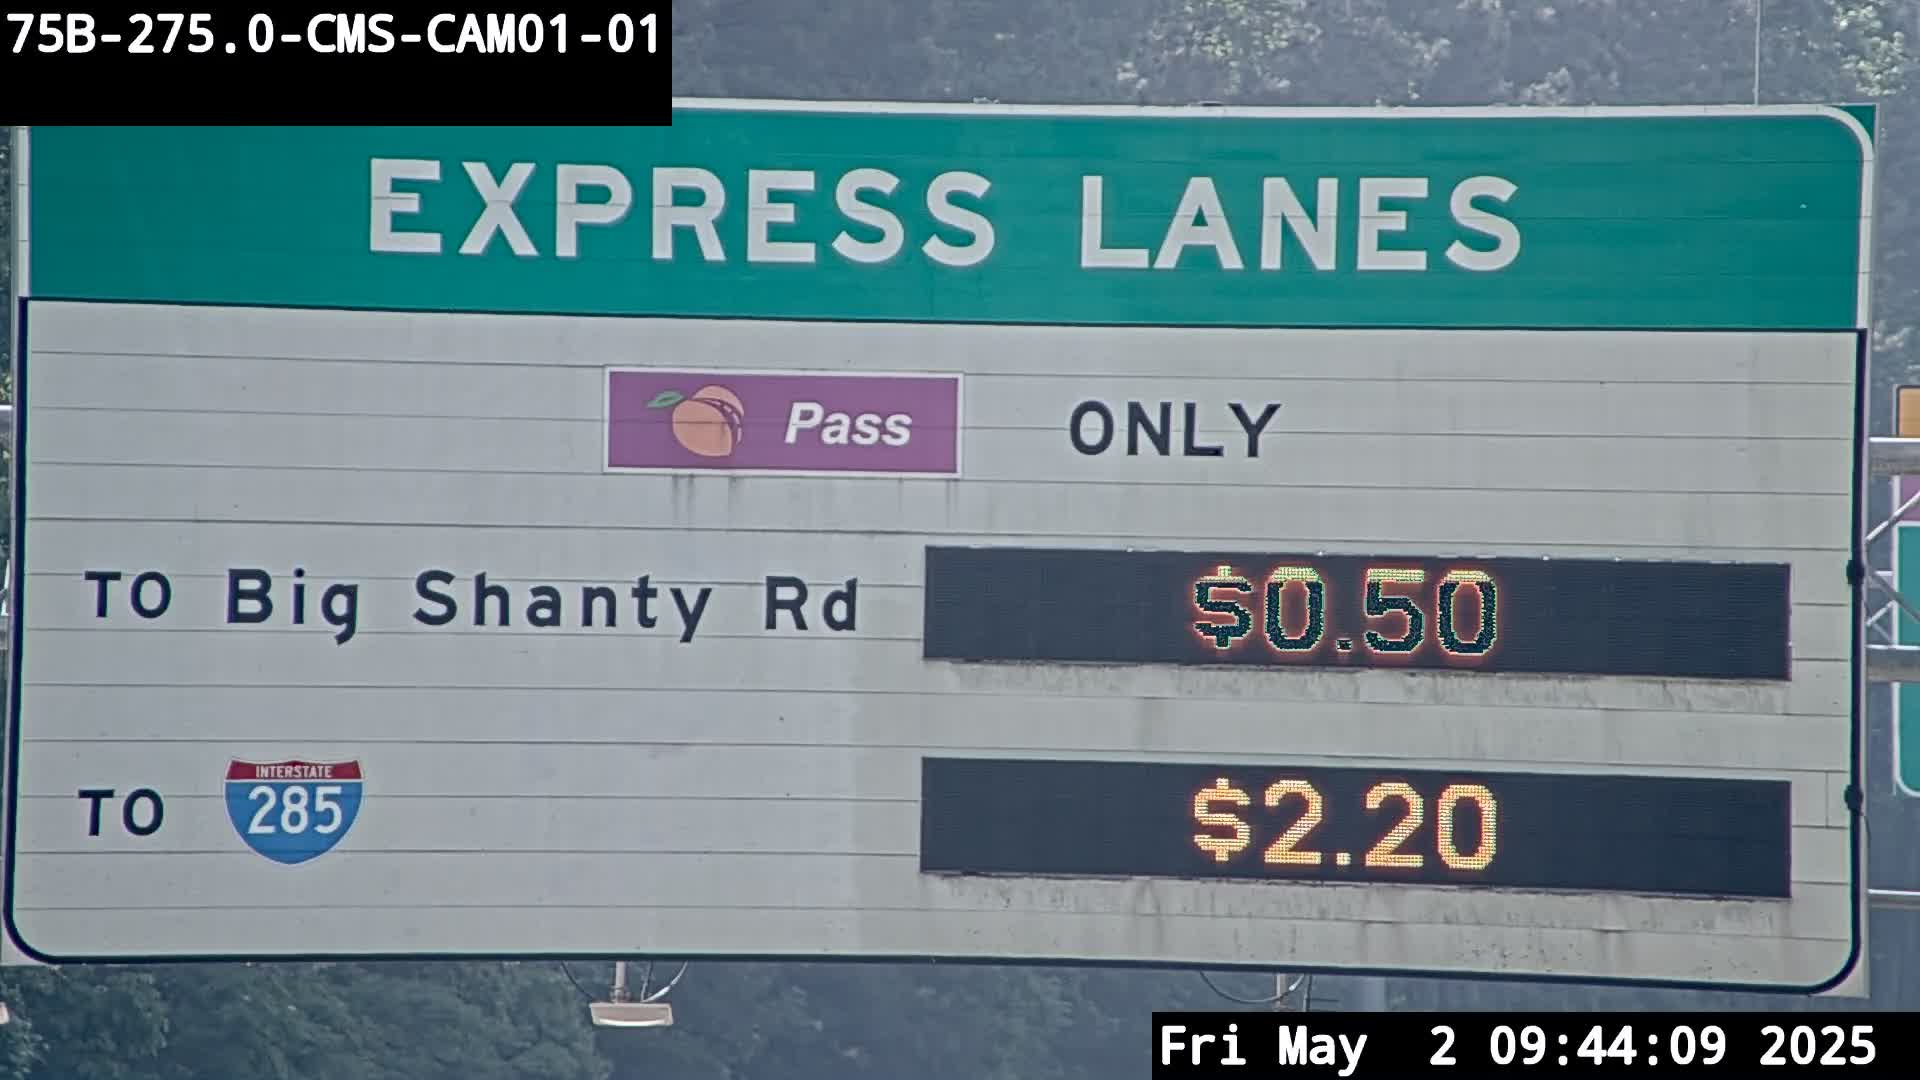 75B-275.0-CMS-CAM01-01
EXPRESS LANES
Pass ONLY
TO Big Shanty Rd $0.50
INTERSTATE
TO 285 $2.20
Fri May 2 09:44:09 2025